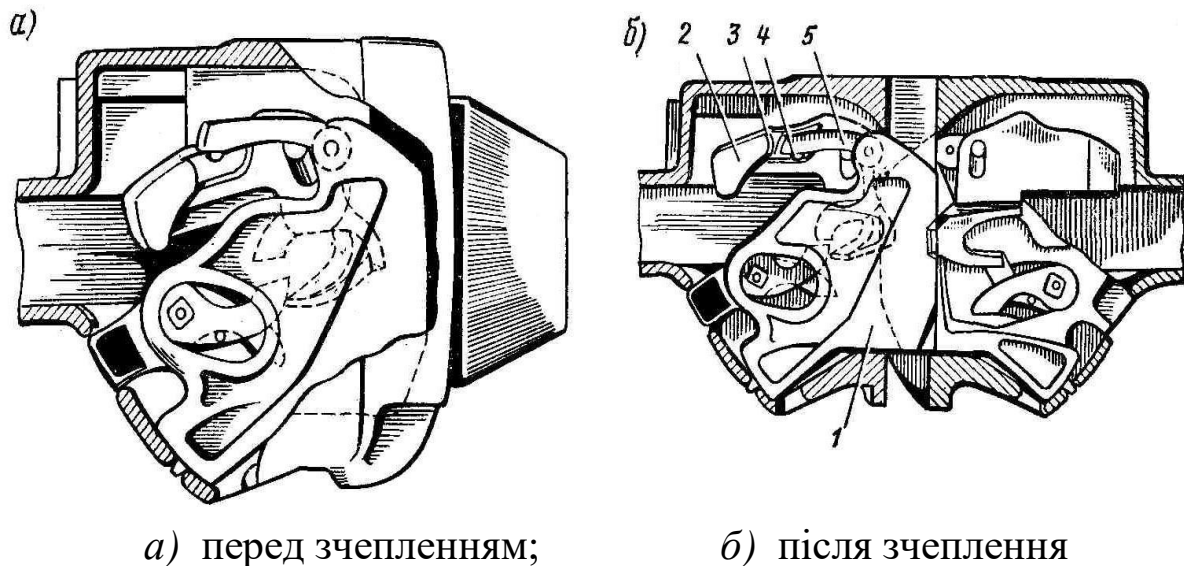 а)
б) 2 3 4 5
1
а) перед зчепленням; б) після зчеплення